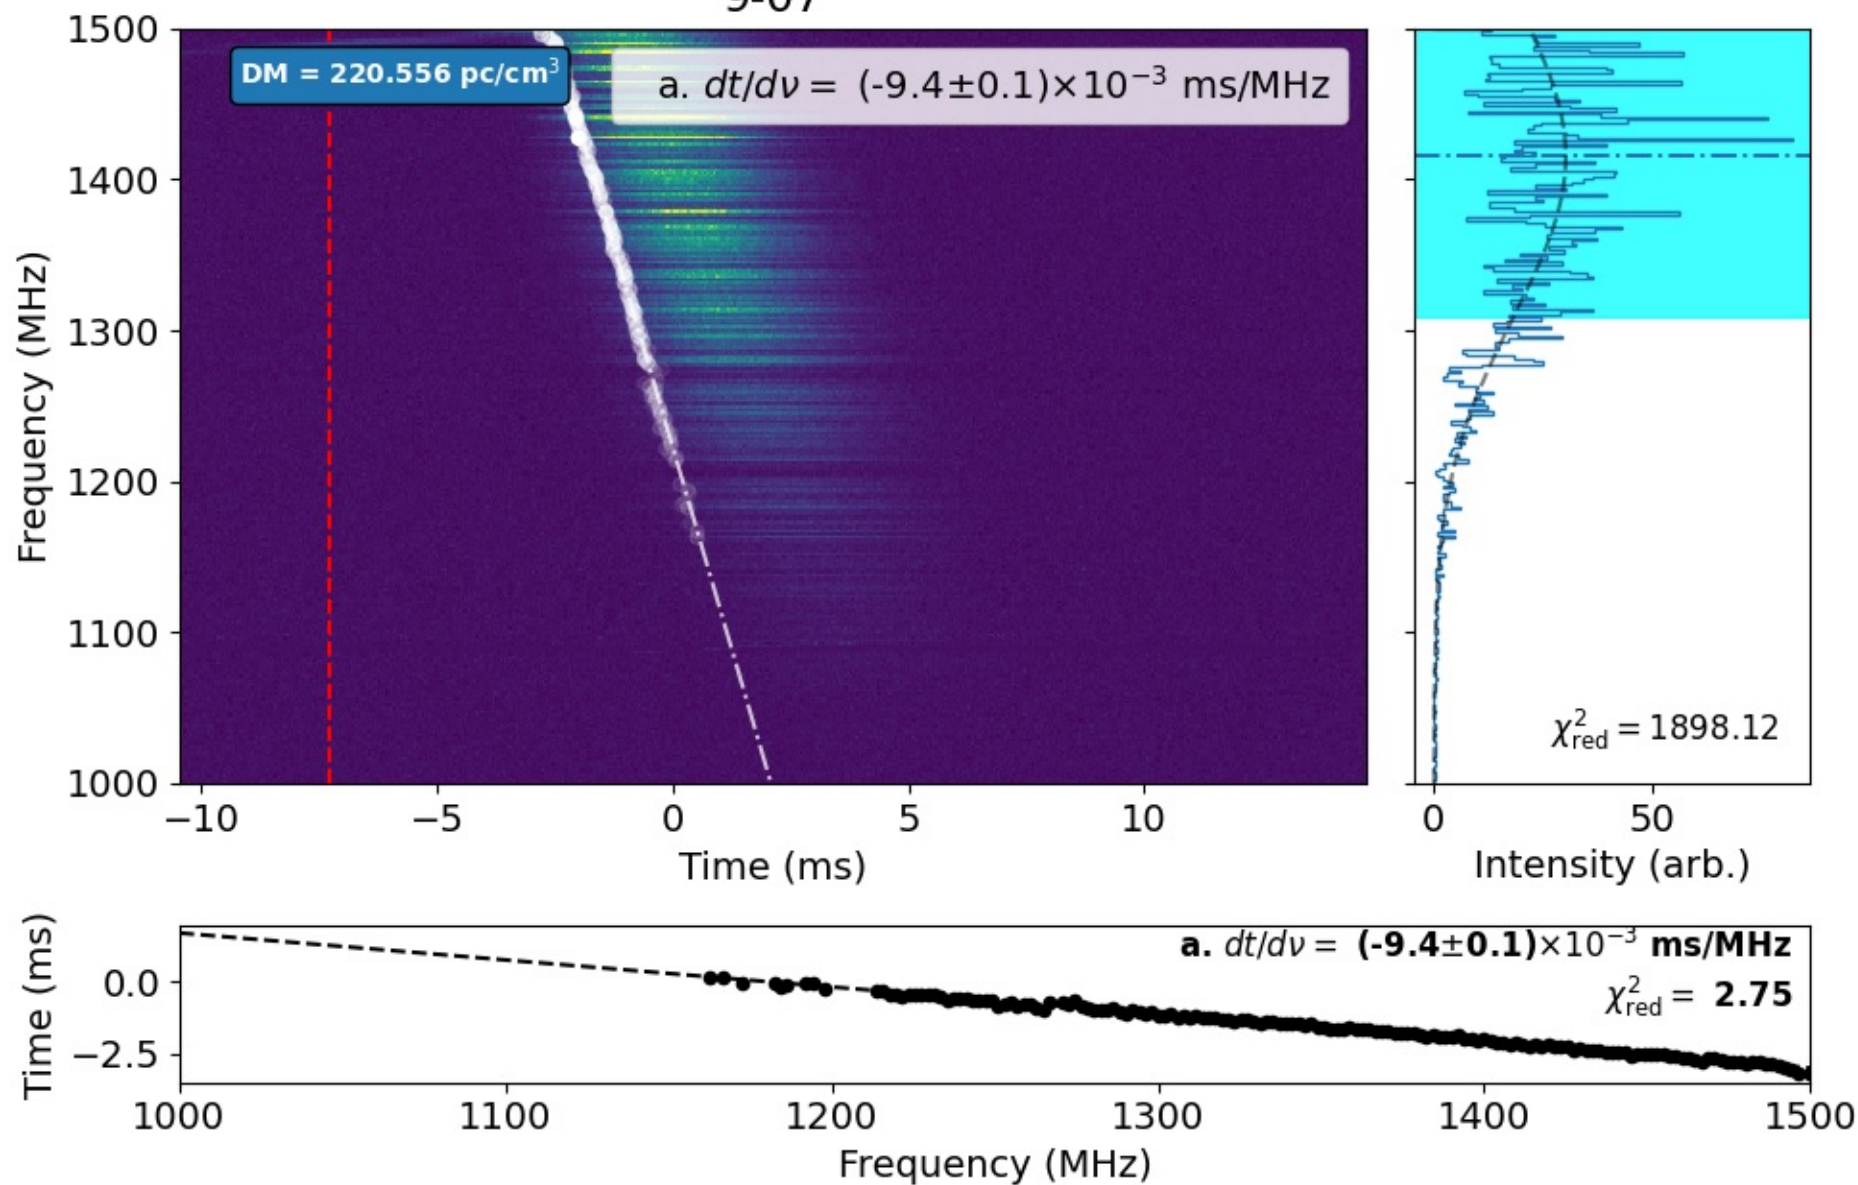 9-07
1500
1400
1300
1200
1100
1000
Frequency (MHz)
DM = 220.556 pc/cm³
a. dt/dν = (-9.4±0.1)×10⁻³ ms/MHz
−10 −5 0 5 10
Time (ms)
χ²red = 1898.12
0 50
Intensity (arb.)
Time (ms)
0.0
−2.5
a. dt/dν = (-9.4±0.1)×10⁻³ ms/MHz
χ²red = 2.75
1000 1100 1200 1300 1400 1500
Frequency (MHz)